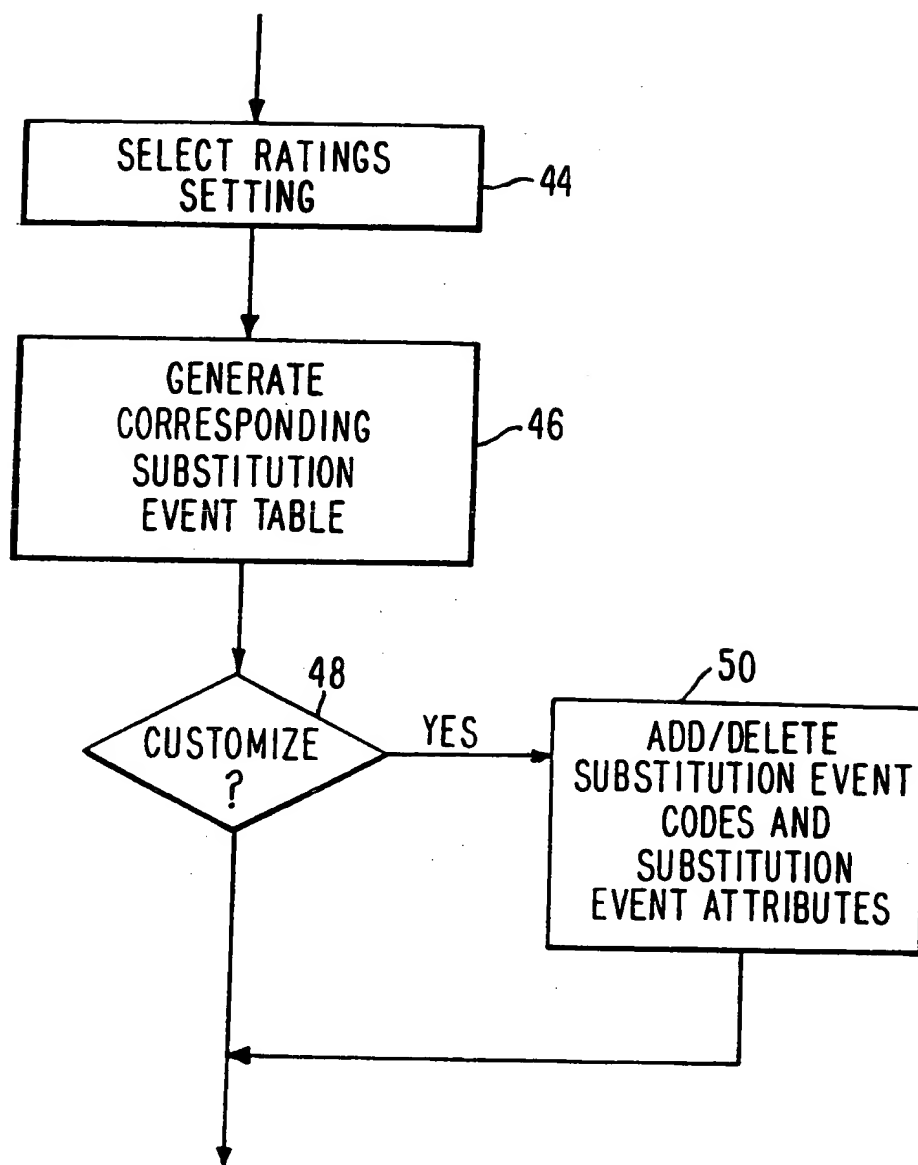 SELECT RATINGS
SETTING
44
GENERATE
CORRESPONDING
SUBSTITUTION
EVENT TABLE
46
48
CUSTOMIZE
?
YES
50
ADD/DELETE
SUBSTITUTION EVENT
CODES AND
SUBSTITUTION
EVENT ATTRIBUTES